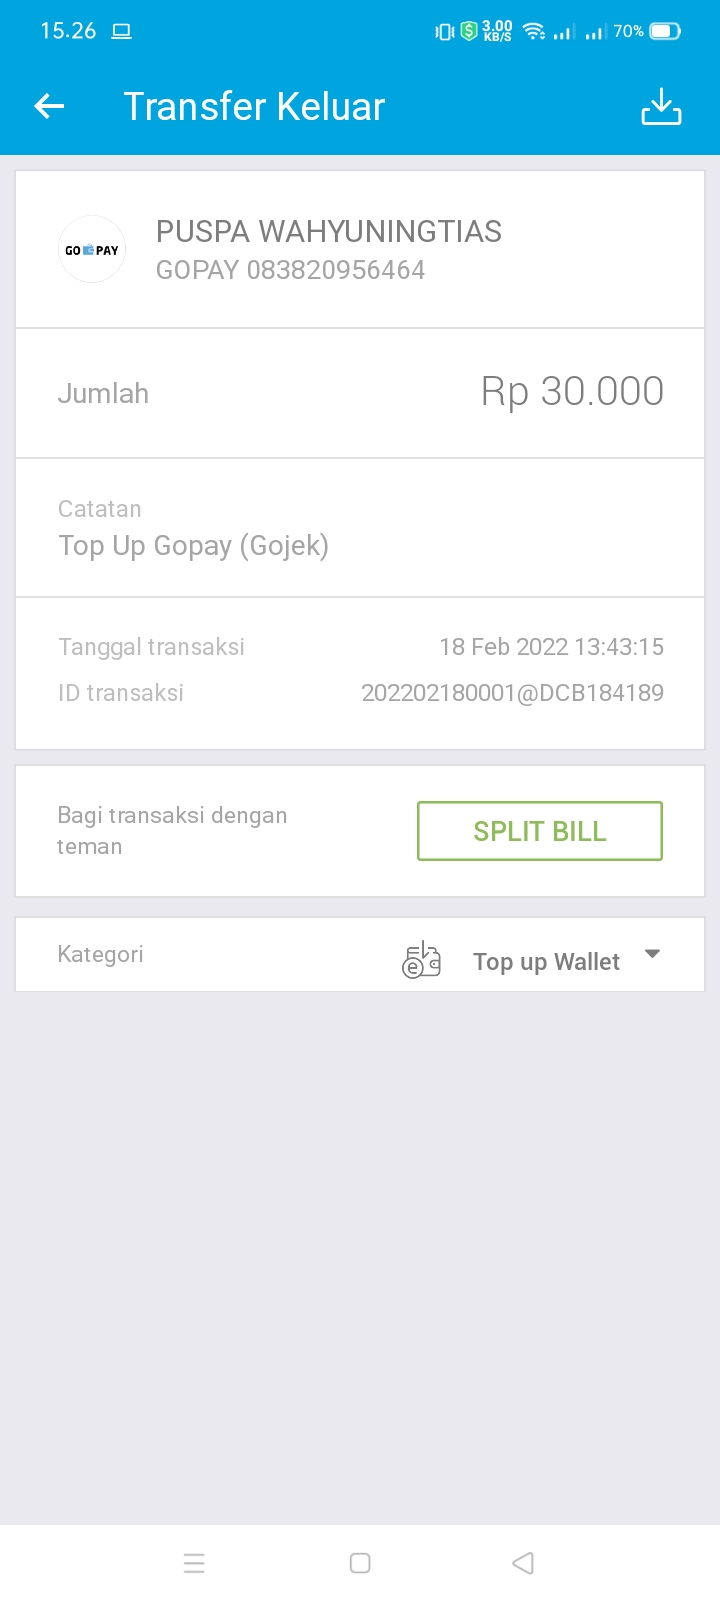 15.26 3.00 KB/S 70%
Transfer Keluar
GO PAY
PUSPA WAHYUNINGTIAS
GOPAY 083820956464
Jumlah Rp 30.000
Catatan
Top Up Gopay (Gojek)
Tanggal transaksi 18 Feb 2022 13:43:15
ID transaksi 202202180001@DCB184189
Bagi transaksi dengan
teman
SPLIT BILL
Kategori e Top up Wallet